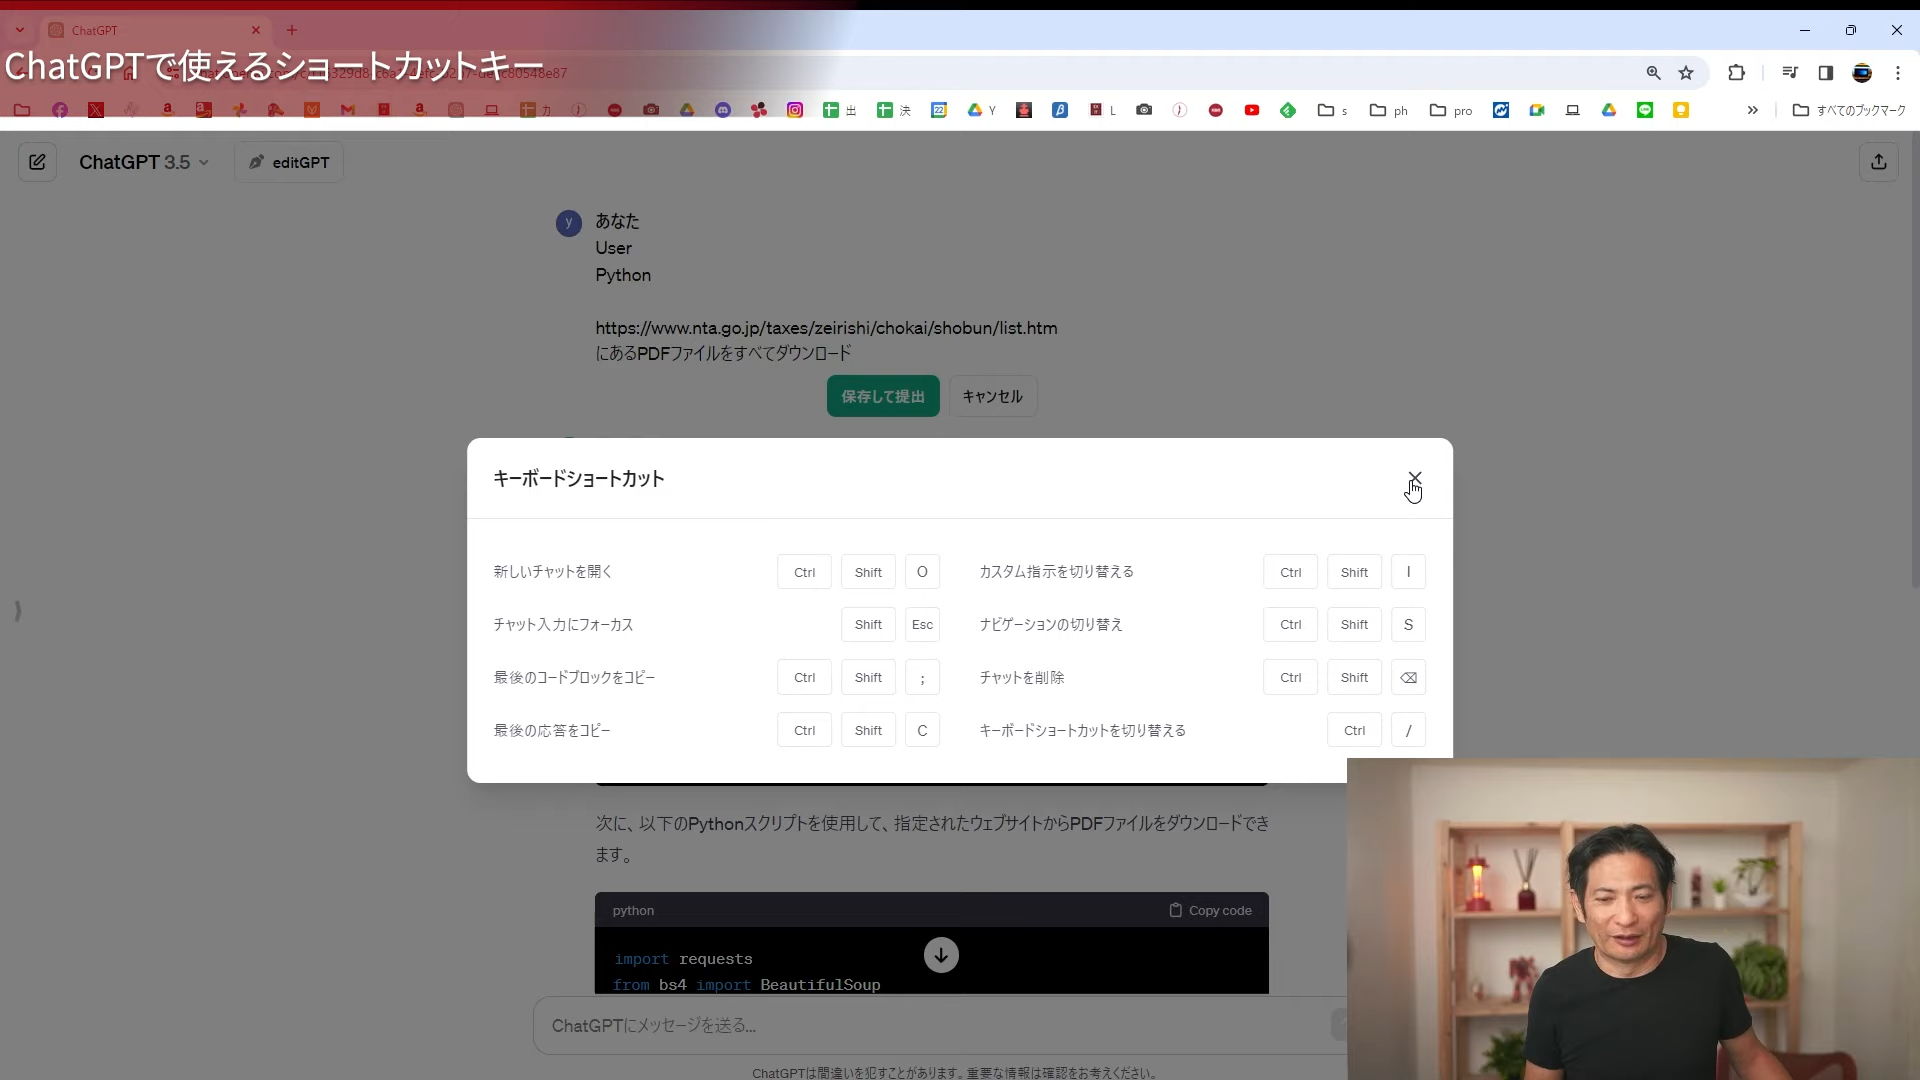 ChatGPT
ChatGPTで使えるショートカットキー
カ
出
決
Y
L
s
ph
pro
すべてのブックマーク
ChatGPT 3.5
editGPT
y
あなた
User
Python
https://www.nta.go.jp/taxes/zeirishi/chokai/shobun/list.htm
にあるPDFファイルをすべてダウンロード
保存して提出
キャンセル
キーボードショートカット
新しいチャットを開く Ctrl Shift O
カスタム指示を切り替える Ctrl Shift I
チャット入力にフォーカス Shift Esc
ナビゲーションの切り替え Ctrl Shift S
最後のコードブロックをコピー Ctrl Shift ;
チャットを削除 Ctrl Shift ⌫
最後の応答をコピー Ctrl Shift C
キーボードショートカットを切り替える Ctrl /
次に、以下のPythonスクリプトを使用して、指定されたウェブサイトからPDFファイルをダウンロードでき
ます。
python
Copy code
import requests
from bs4 import BeautifulSoup
ChatGPTにメッセージを送る...
ChatGPTは間違いを犯すことがあります。重要な情報は確認をお考えください。